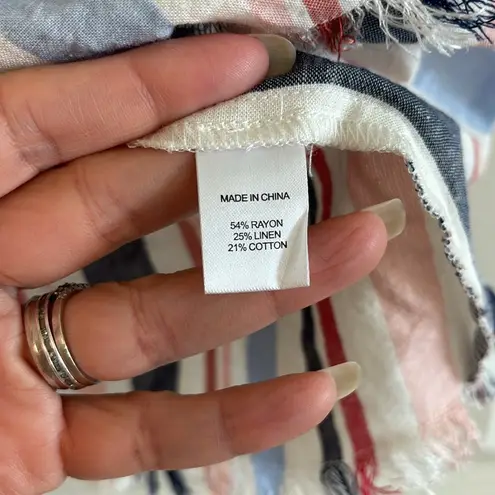 MADE IN CHINA
54% RAYON
25% LINEN
21% COTTON